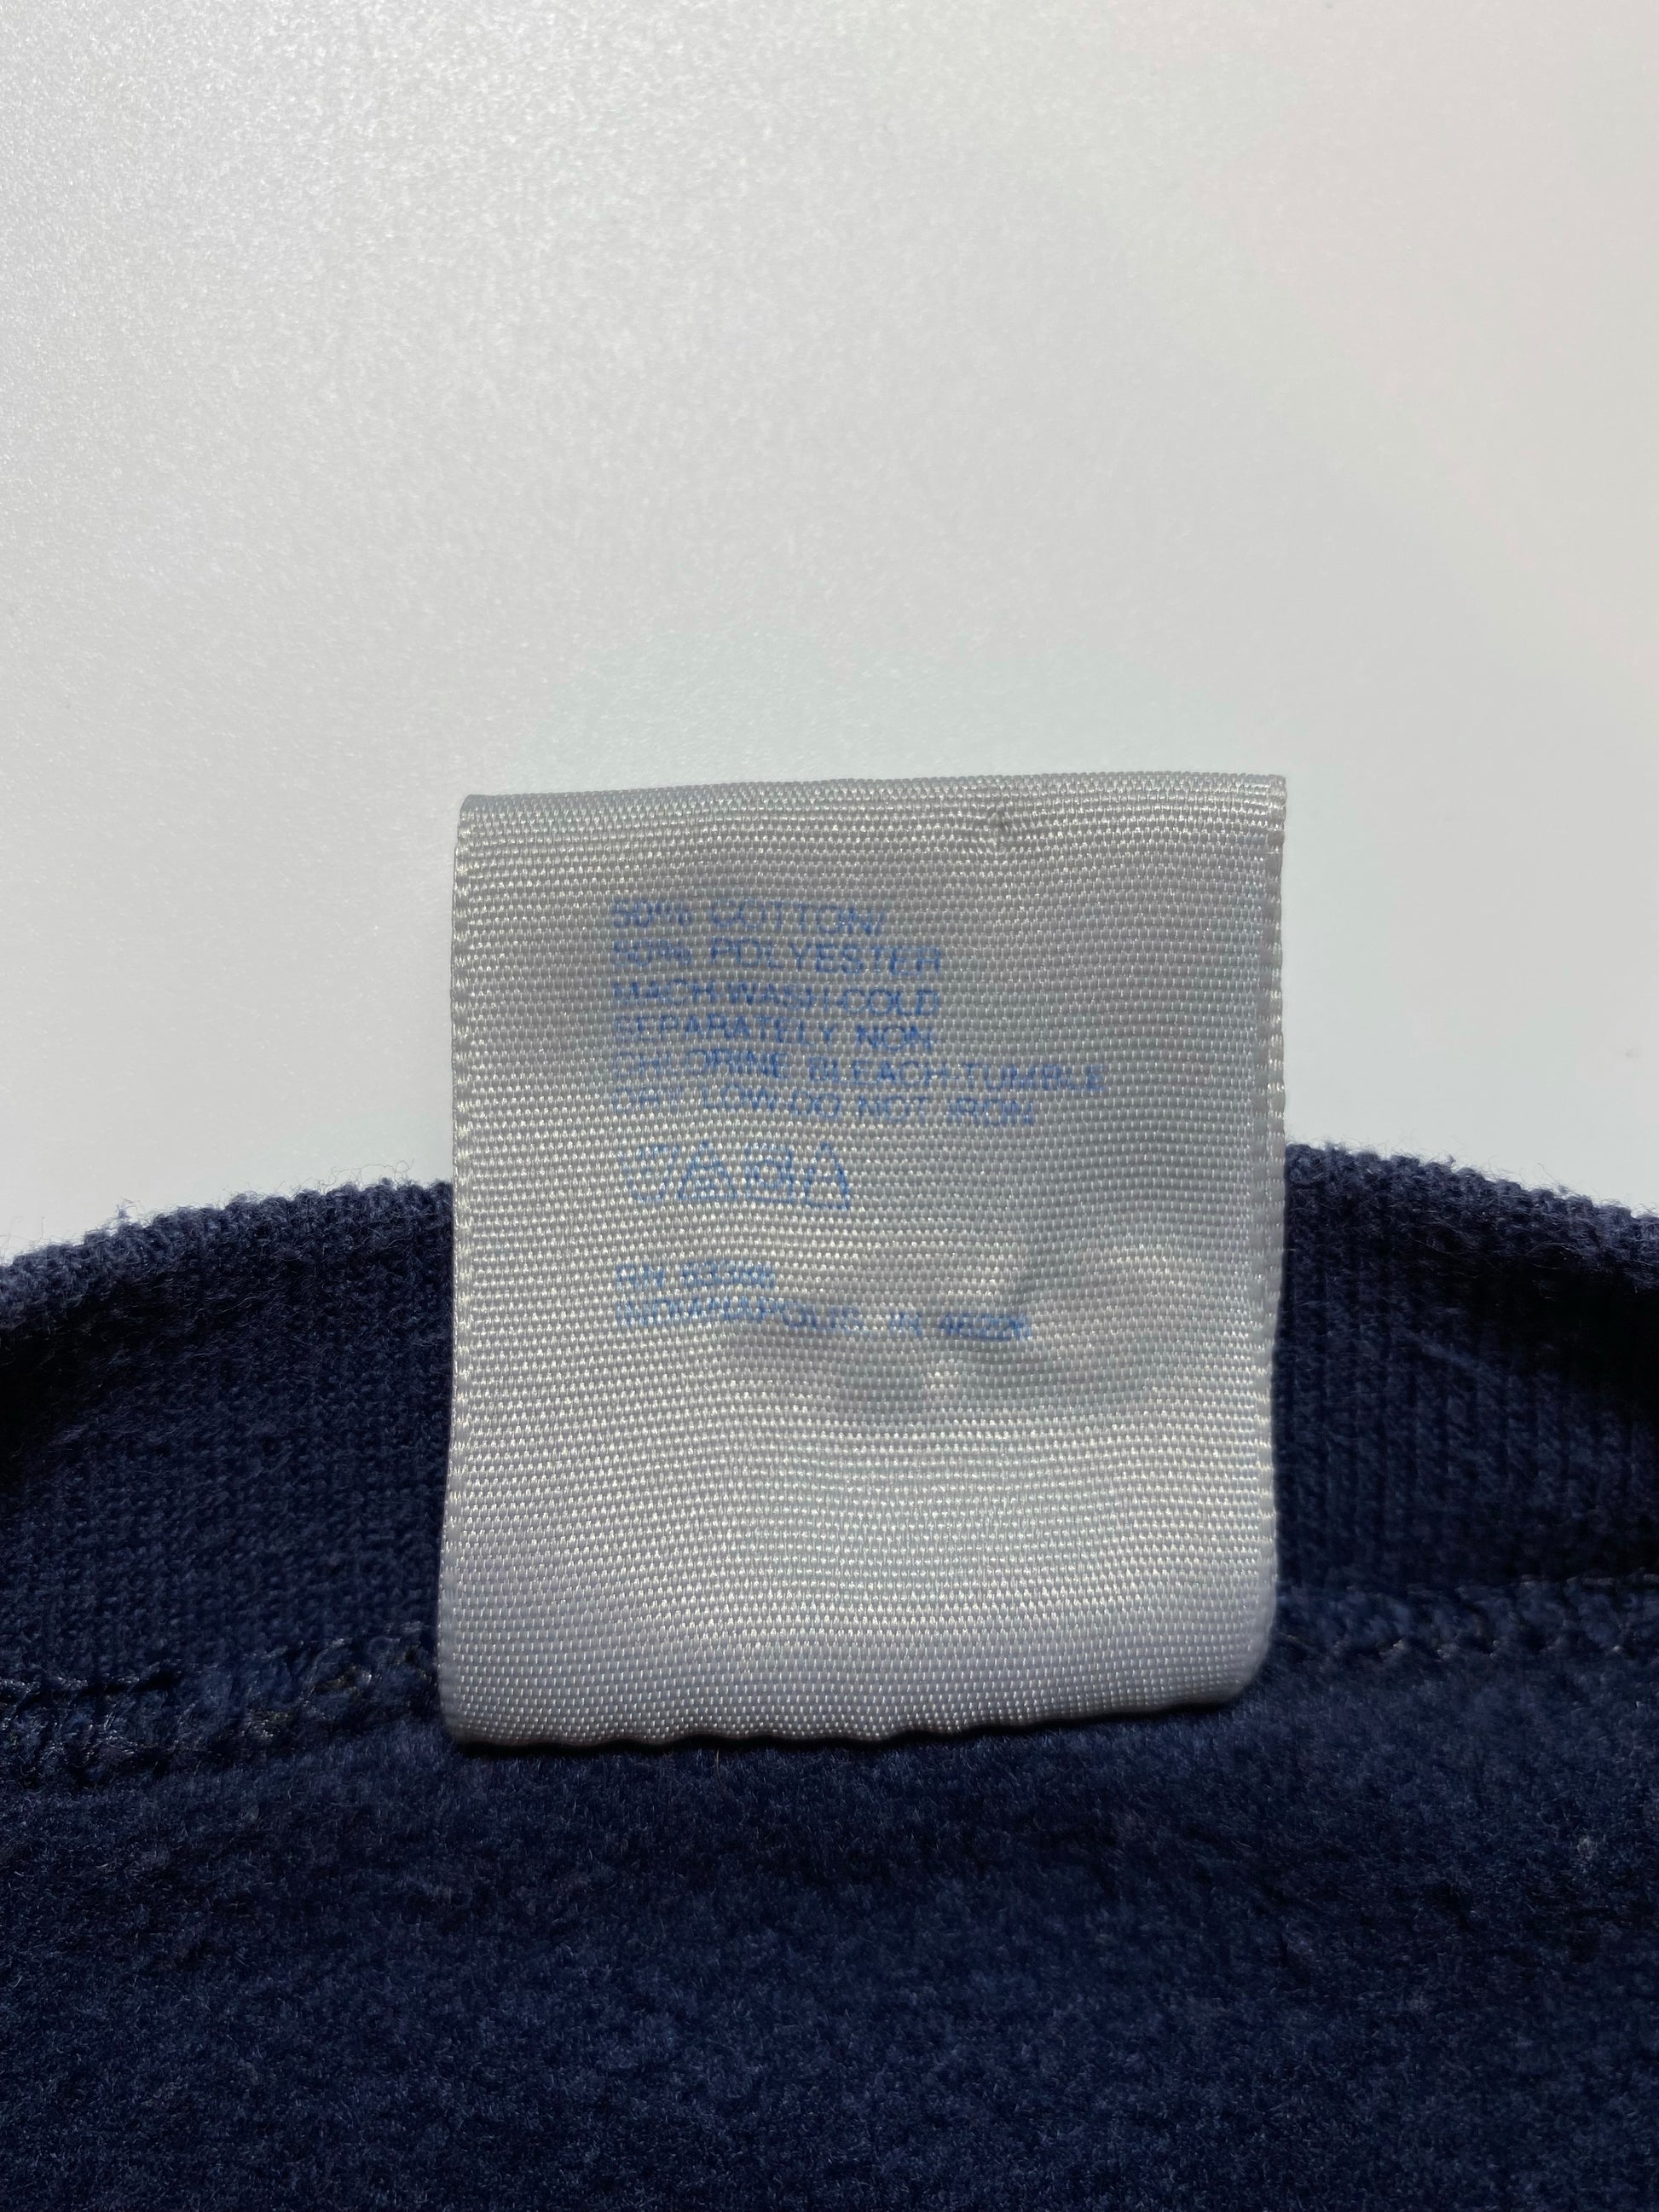 50% COTTON/
50% POLYESTER
MACH-WASH-COLD
SEPARATELY NON
CHLORINE BLEACH-TUMBLE
DRY LOW-DO NOT IRON
RN
INDIANAPOLIS, IN